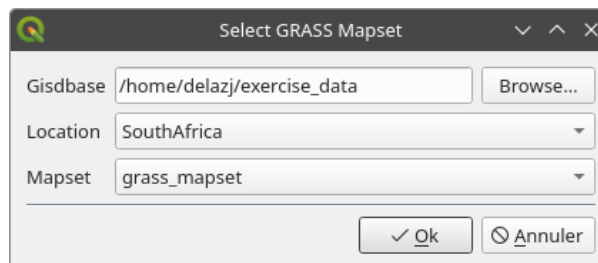 Select GRASS Mapset
Gisdbase /home/delazj/exercise_data Browse...
Location SouthAfrica
Mapset grass_mapset
Ok Annuler